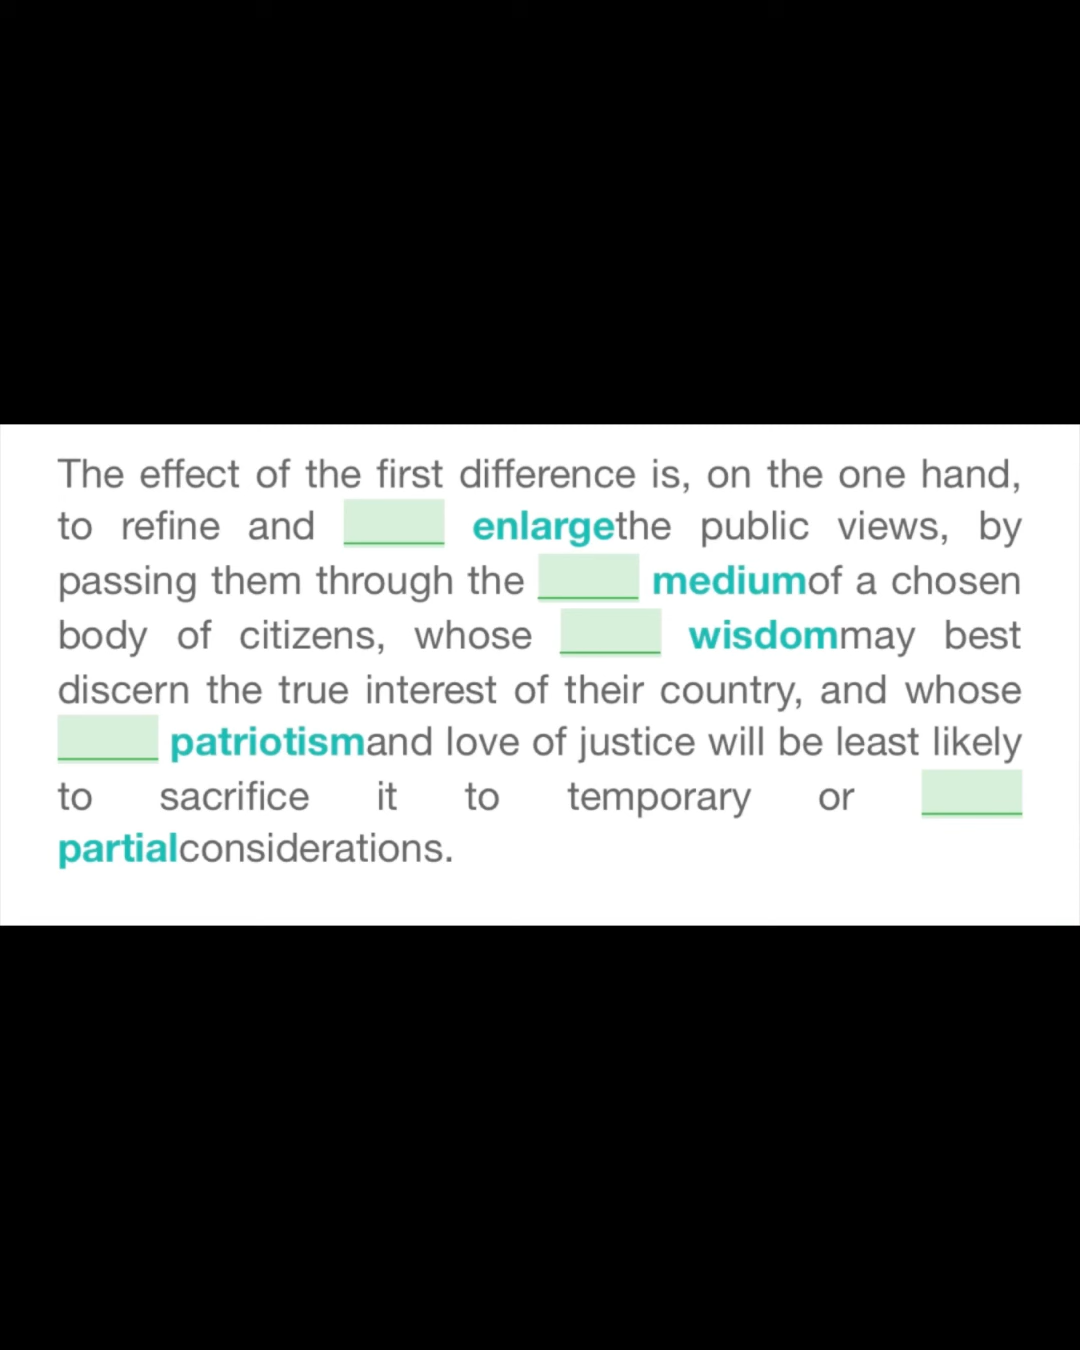 The effect of the first difference is, on the one hand,
to refine and enlargethe public views, by
passing them through the mediumof a chosen
body of citizens, whose wisdommay best
discern the true interest of their country, and whose
patriotismand love of justice will be least likely
to sacrifice it to temporary or
partialconsiderations.